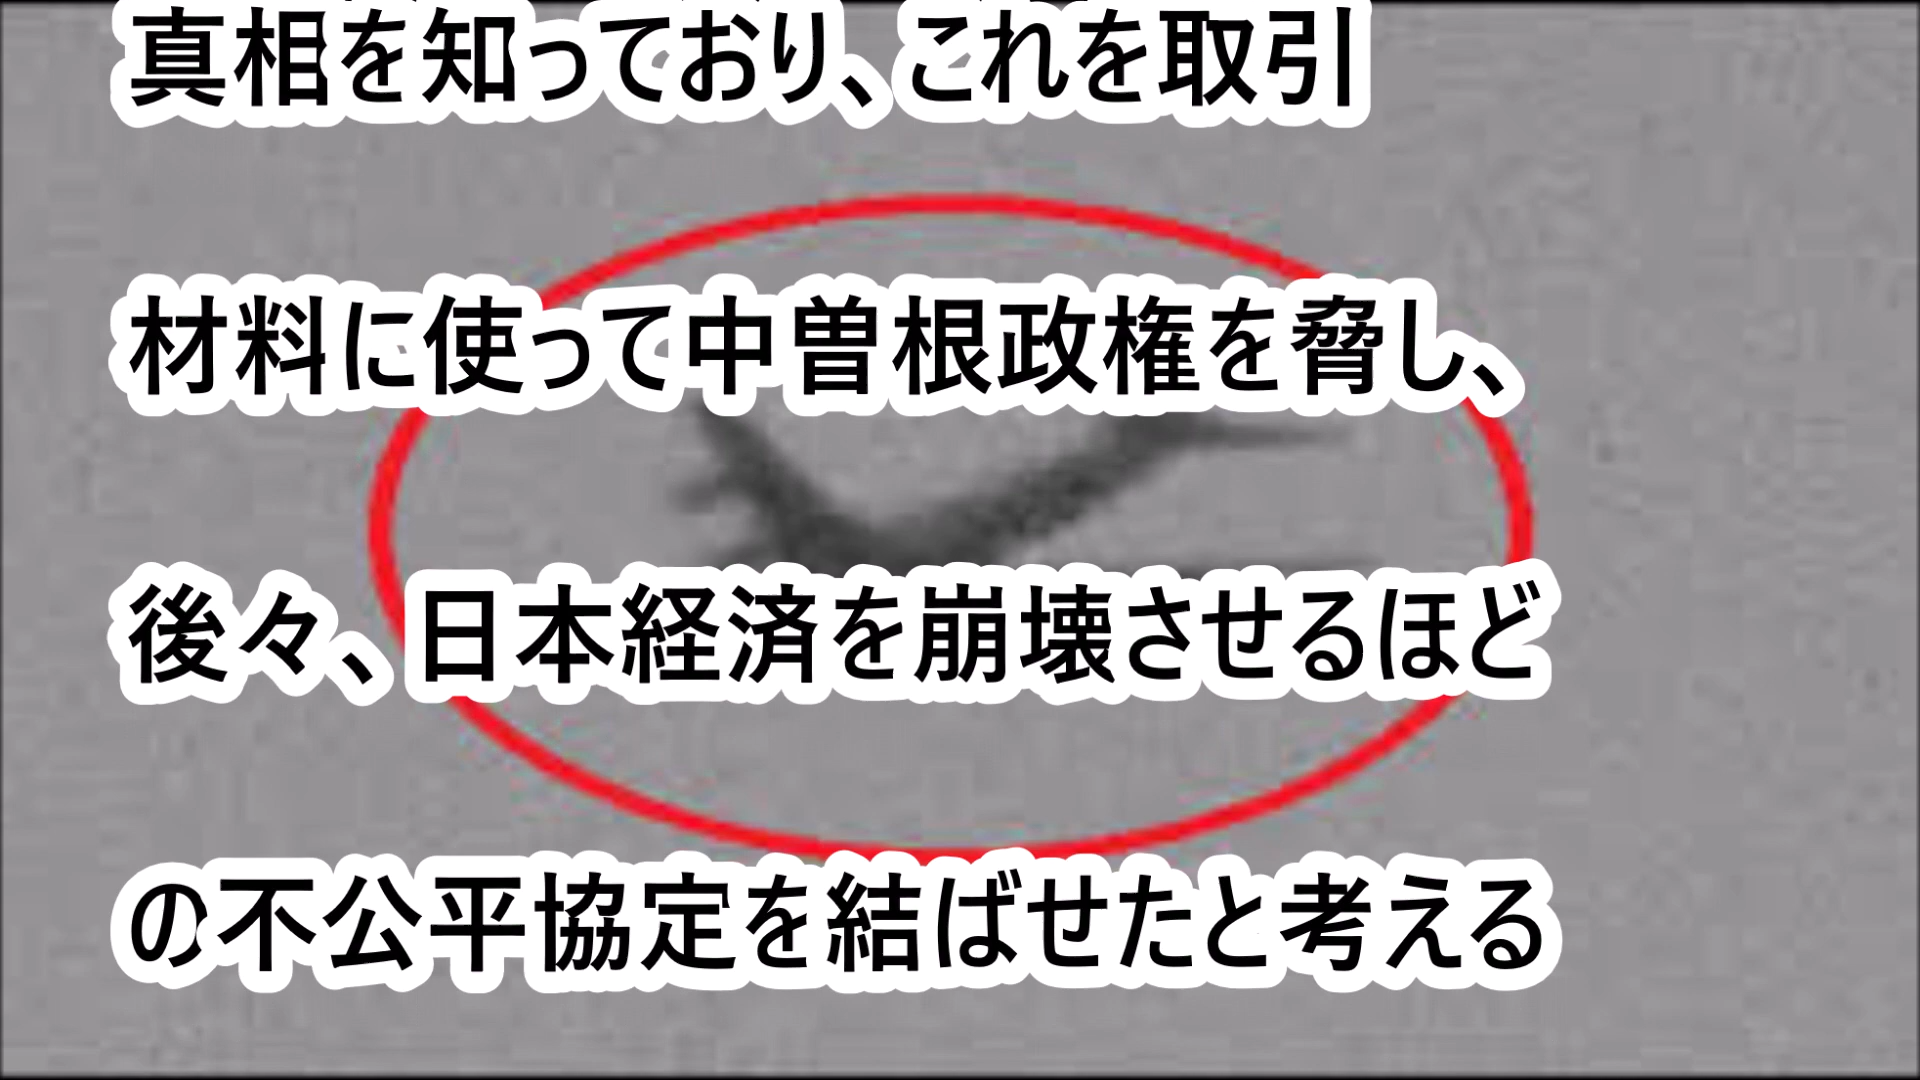 真相を知っており、これを取引
材料に使って中曽根政権を脅し、
後々、日本経済を崩壊させるほど
の不公平協定を結ばせたと考える